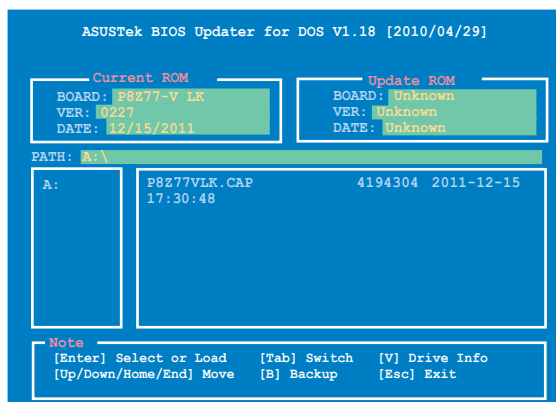 ASUSTek BIOS Updater for DOS V1.18 [2010/04/29]
Current ROM
BOARD: P8Z77-V LK
VER: 0227
DATE: 12/15/2011
Update ROM
BOARD: Unknown
VER: Unknown
DATE: Unknown
PATH: A:\
A:
P8Z77VLK.CAP 4194304 2011-12-15
17:30:48
Note
[Enter] Select or Load [Tab] Switch [V] Drive Info
[Up/Down/Home/End] Move [B] Backup [Esc] Exit